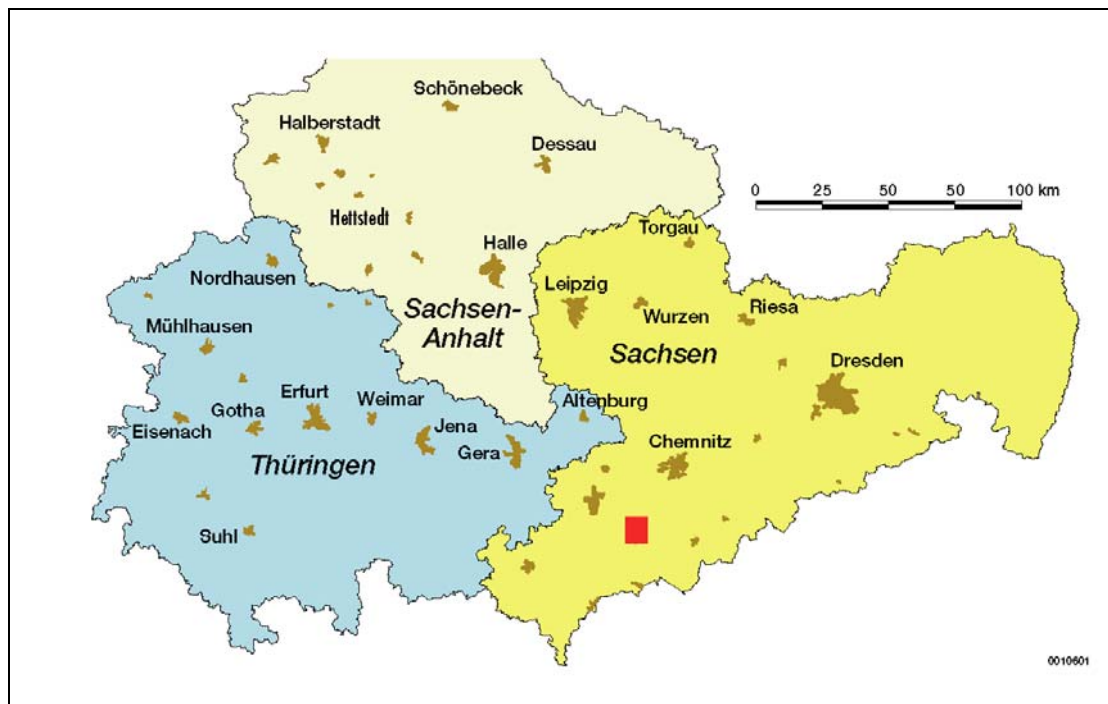 Schönebeck
Halberstadt
Dessau
0 25 50 50 100 km
Hettstedt
Torgau
Halle
Nordhausen
Leipzig
Wurzen
Riesa
Sachsen-
Anhalt
Mühlhausen
Sachsen
Dresden
Erfurt
Weimar
Altenburg
Gotha
Eisenach
Jena
Chemnitz
Gera
Thüringen
Suhl
0010601